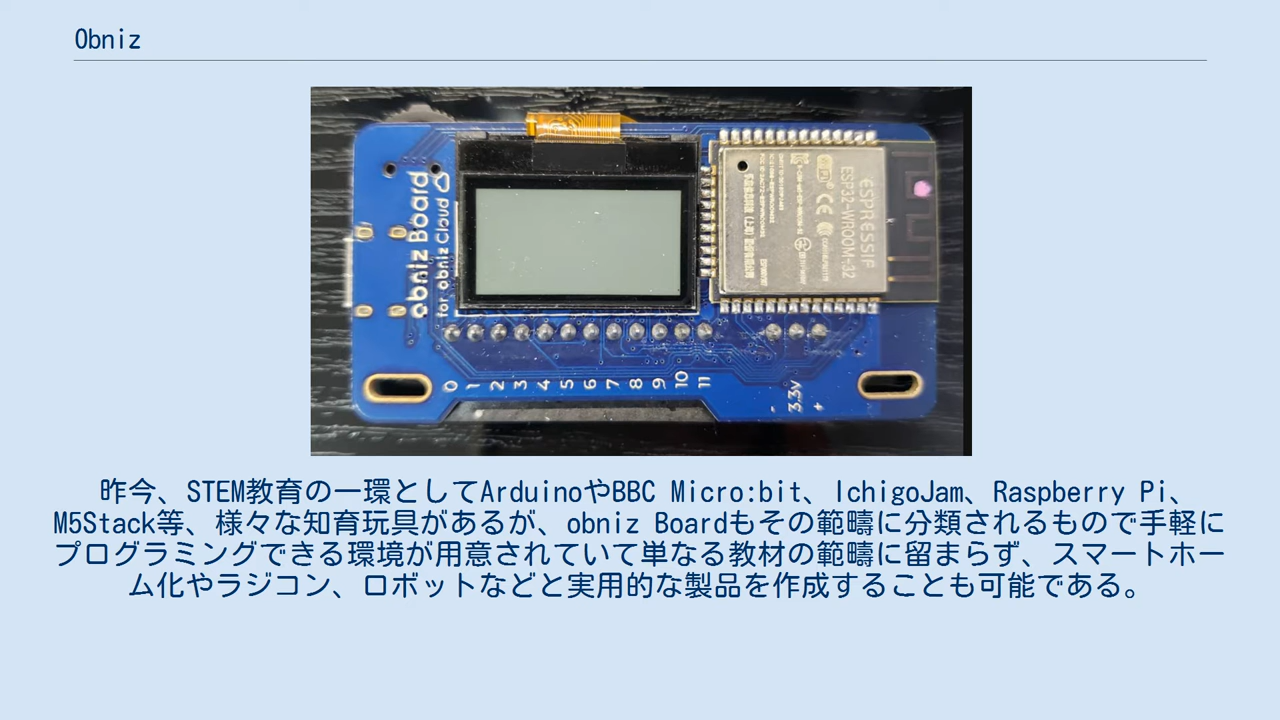 Obniz
obniz Board
for obniz Cloud
ESPRESSIF
ESP32-WROOM-32
CE
0 1 2 3 4 5 6 7 8 9 10 11
- 3.3v +
昨今、STEM教育の一環としてArduinoやBBC Micro:bit、IchigoJam、Raspberry Pi、
M5Stack等、様々な知育玩具があるが、obniz Boardもその範疇に分類されるもので手軽に
プログラミングできる環境が用意されていて単なる教材の範疇に留まらず、スマートホー
ム化やラジコン、ロボットなどと実用的な製品を作成することも可能である。